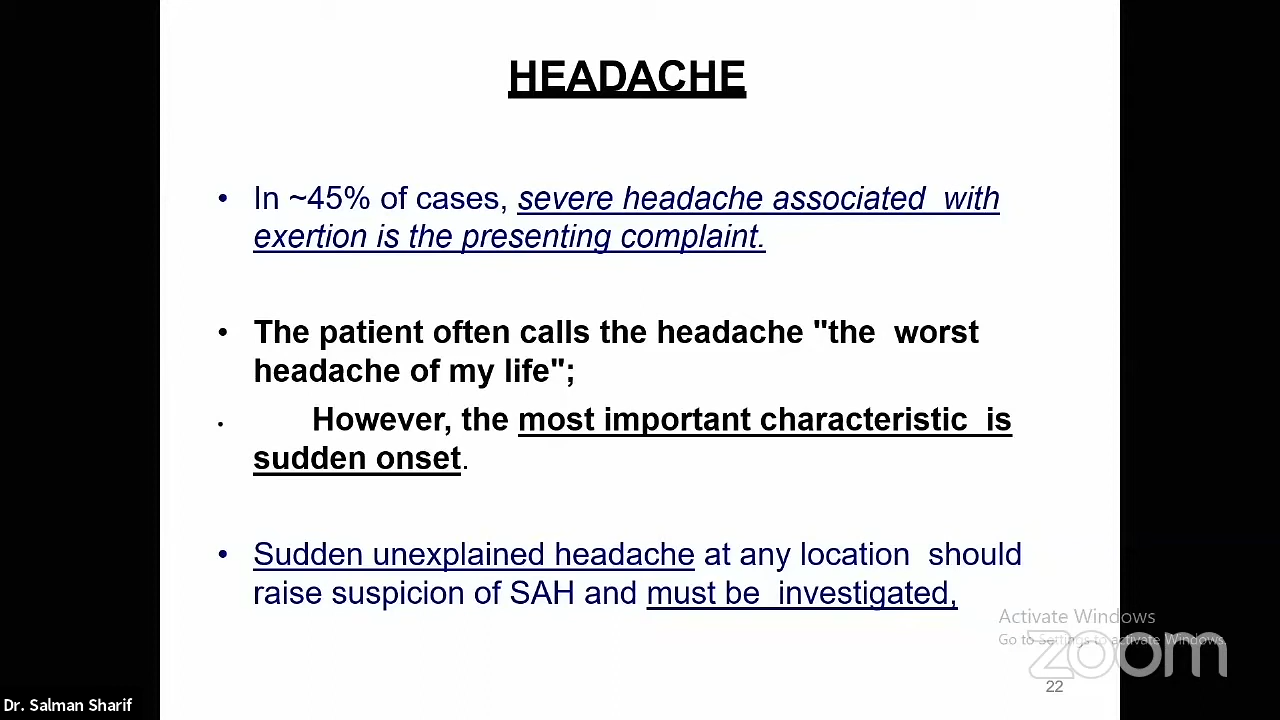 HEADACHE
• In ~45% of cases, severe headache associated with
exertion is the presenting complaint.
• The patient often calls the headache "the worst
headache of my life";
• However, the most important characteristic is
sudden onset.
• Sudden unexplained headache at any location should
raise suspicion of SAH and must be investigated,
Activate Windows
Go to Settings to activate Windows.
zoom
22
Dr. Salman Sharif